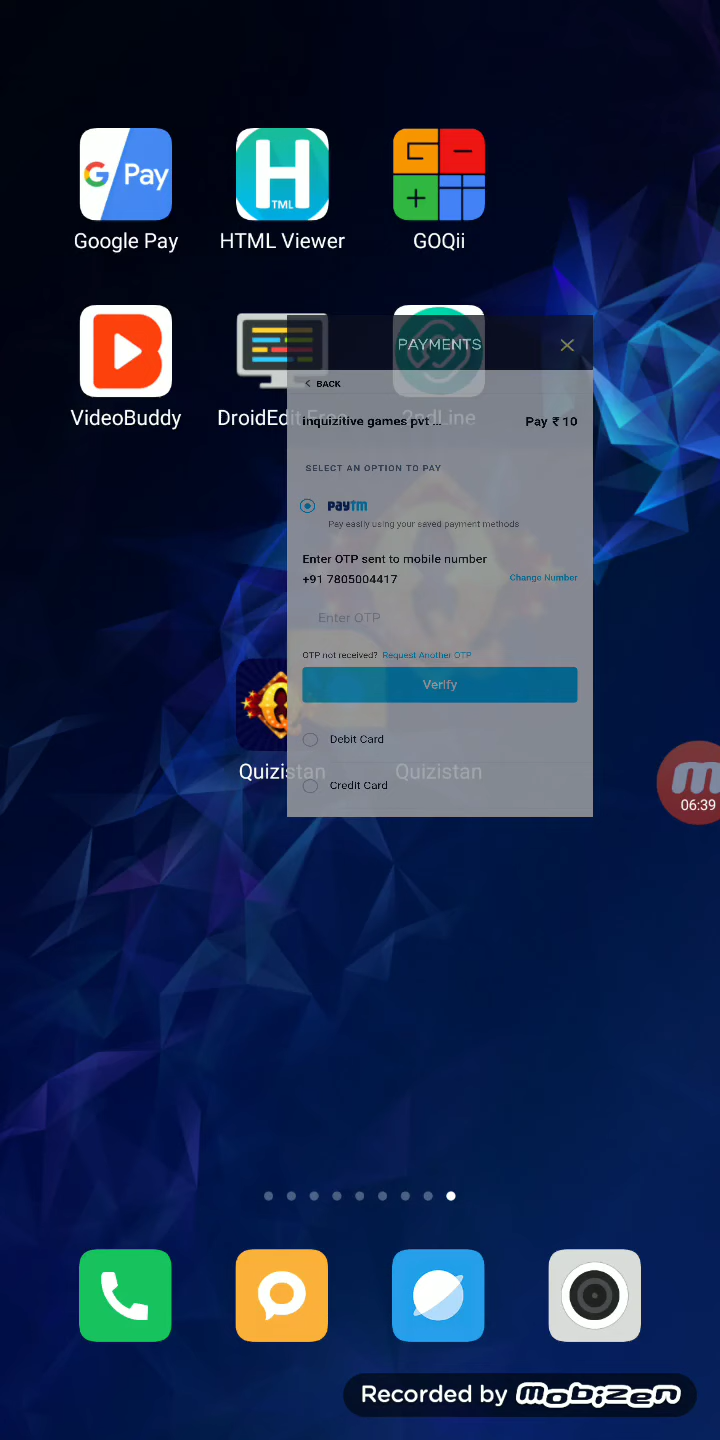 G Pay
H
TML
Google Pay
HTML Viewer
GOQii
PAYMENTS
BACK
VideoBuddy
DroidEdit Free
2ndLine
inquizitive games pvt ...
Pay ₹ 10
SELECT AN OPTION TO PAY
paytm
Pay easily using your saved payment methods
Enter OTP sent to mobile number
+91 7805004417
Change Number
Enter OTP
OTP not received? Request Another OTP
Verify
Debit Card
Quizistan
Quizistan
Credit Card
06:39
Recorded by mobizen